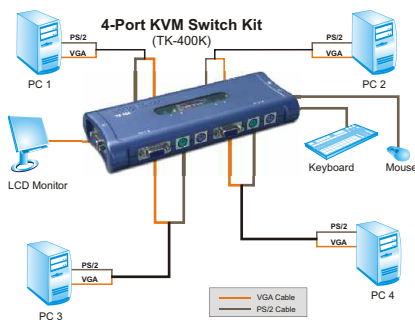 4-Port KVM Switch Kit
(TK-400K)
PS/2
VGA
PC 1
PS/2
VGA
PC 2
LCD Monitor
Keyboard
Mouse
PS/2
VGA
PC 3
PS/2
VGA
PC 4
VGA Cable
PS/2 Cable